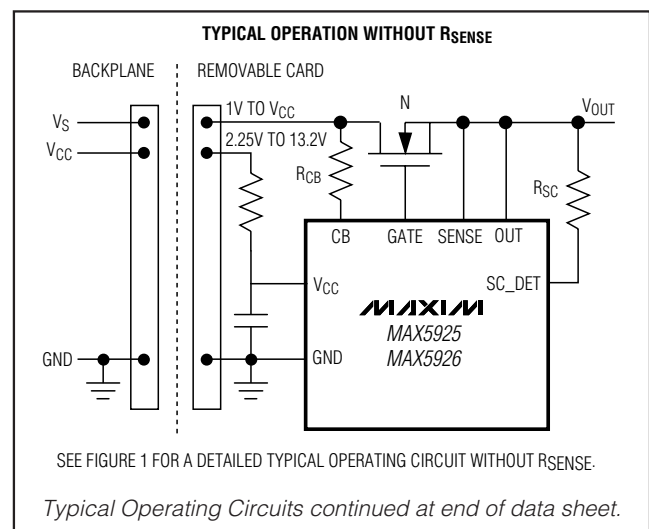 TYPICAL OPERATION WITHOUT RSENSE
BACKPLANE
REMOVABLE CARD
1V TO VCC
N
VOUT
VS
2.25V TO 13.2V
VCC
RCB
RSC
CB
GATE
SENSE
OUT
VCC
SC_DET
MAXIM
MAX5925
MAX5926
GND
GND
SEE FIGURE 1 FOR A DETAILED TYPICAL OPERATING CIRCUIT WITHOUT RSENSE.
Typical Operating Circuits continued at end of data sheet.